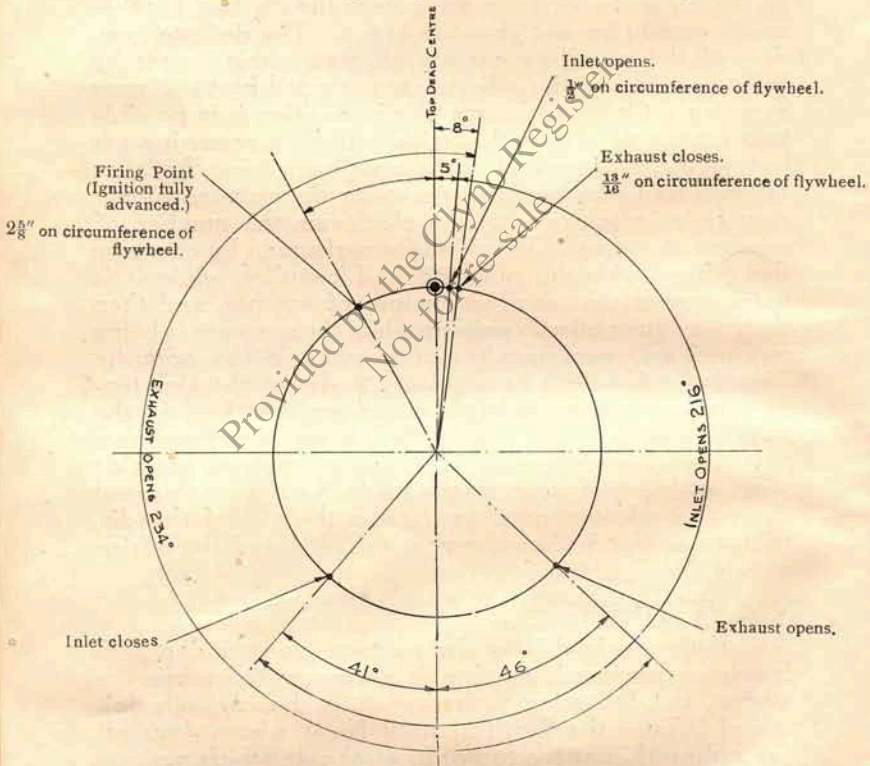 TOP DEAD CENTRE
Inlet opens.
½" on circumference of flywheel.
8°
5°
Exhaust closes.
13/16" on circumference of flywheel.
Firing Point
(Ignition fully
advanced.)
2⅝" on circumference of
flywheel.
Provided by the Clyno Register
Not for re-sale
EXHAUST OPENS 234°
INLET OPENS 216°
Inlet closes
Exhaust opens.
41°
46°